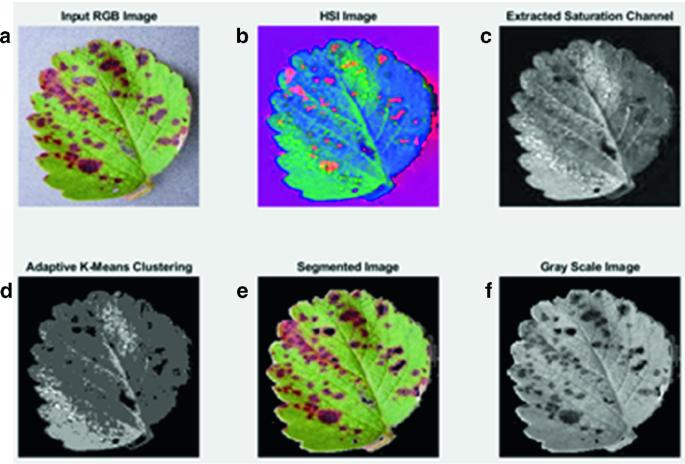 a Input RGB Image
b HSI Image
c Extracted Saturation Channel
d Adaptive K-Means Clustering
e Segmented Image
f Gray Scale Image